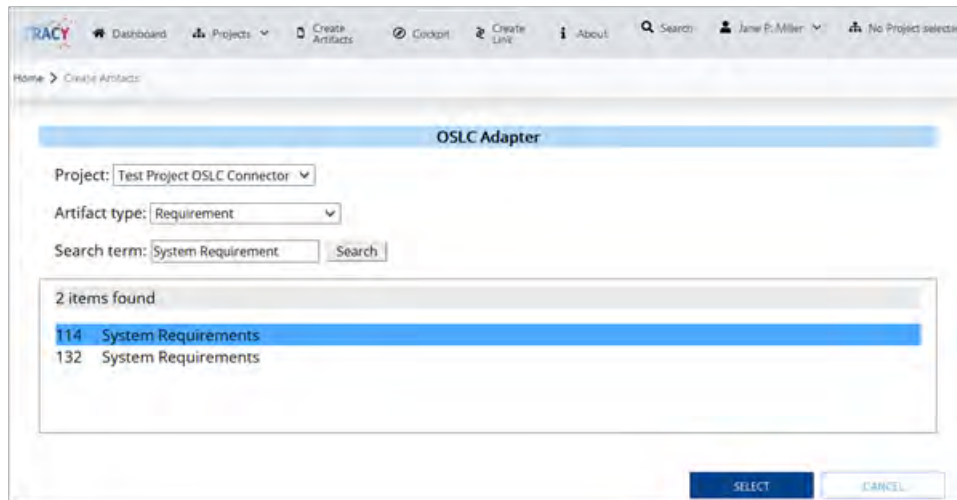 TRACY Dashboard Projects Create Artifacts Cockpit Create Link About Search Jane P. Miller No Project selected
Home > Create Artifacts
OSLC Adapter
Project: Test Project OSLC Connector
Artifact type: Requirement
Search term: System Requirement Search
2 items found
114 System Requirements
132 System Requirements
SELECT CANCEL